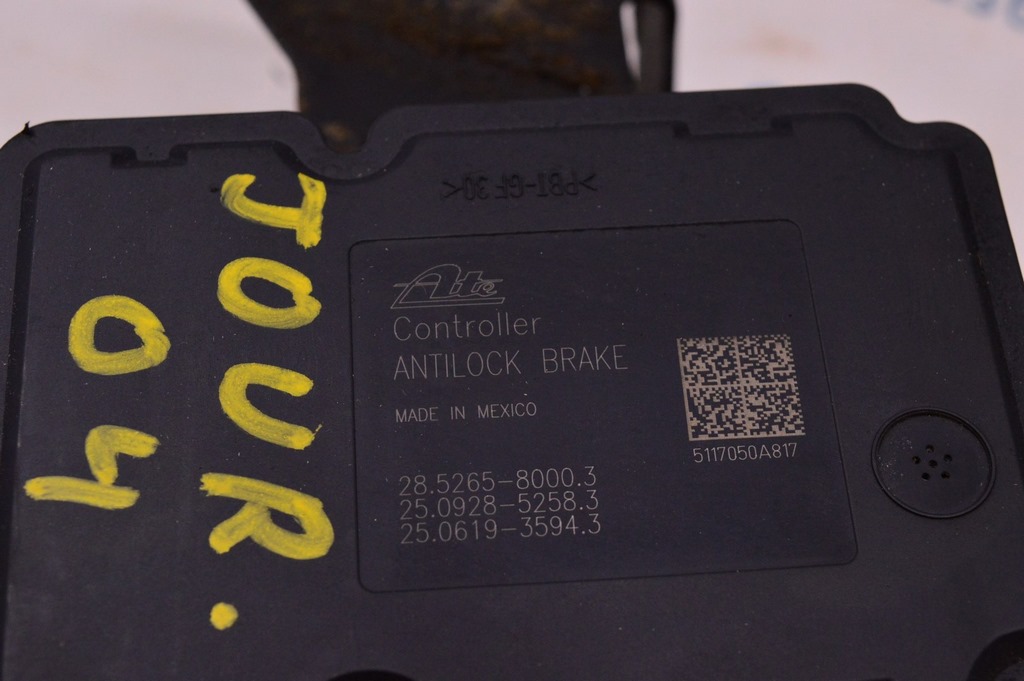 >PBT-GF30<
Ate
Controller
ANTILOCK BRAKE
MADE IN MEXICO
5117050A817
28.5265-8000.3
25.0928-5258.3
25.0619-3594.3
JOUR.
04